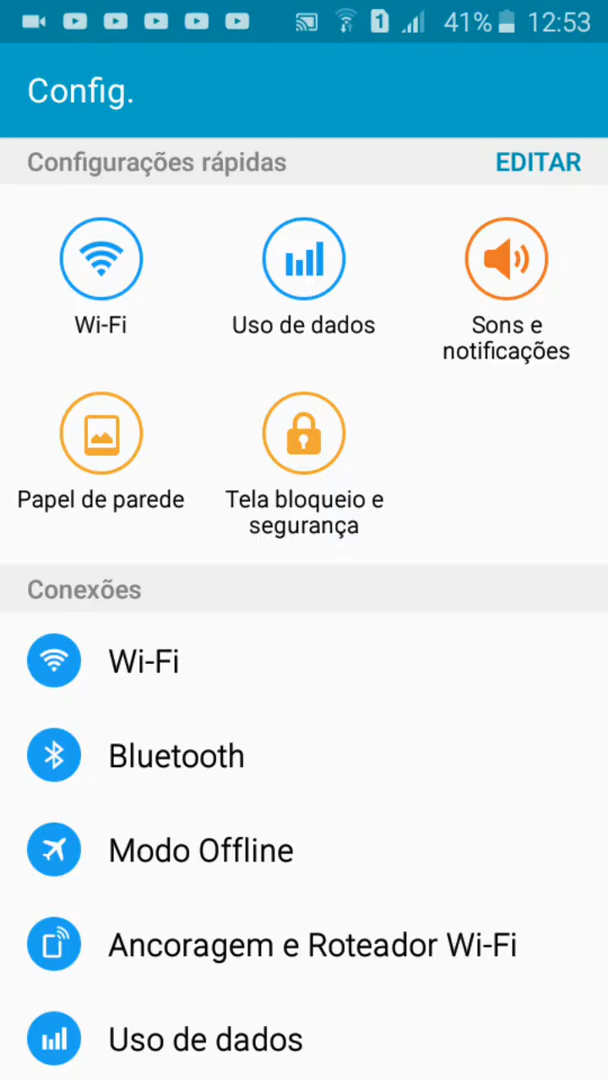 1 41% 12:53
Config.
Configurações rápidas EDITAR
Wi-Fi Uso de dados Sons e
notificações
Papel de parede Tela bloqueio e
segurança
Conexões
Wi-Fi
Bluetooth
Modo Offline
Ancoragem e Roteador Wi-Fi
Uso de dados